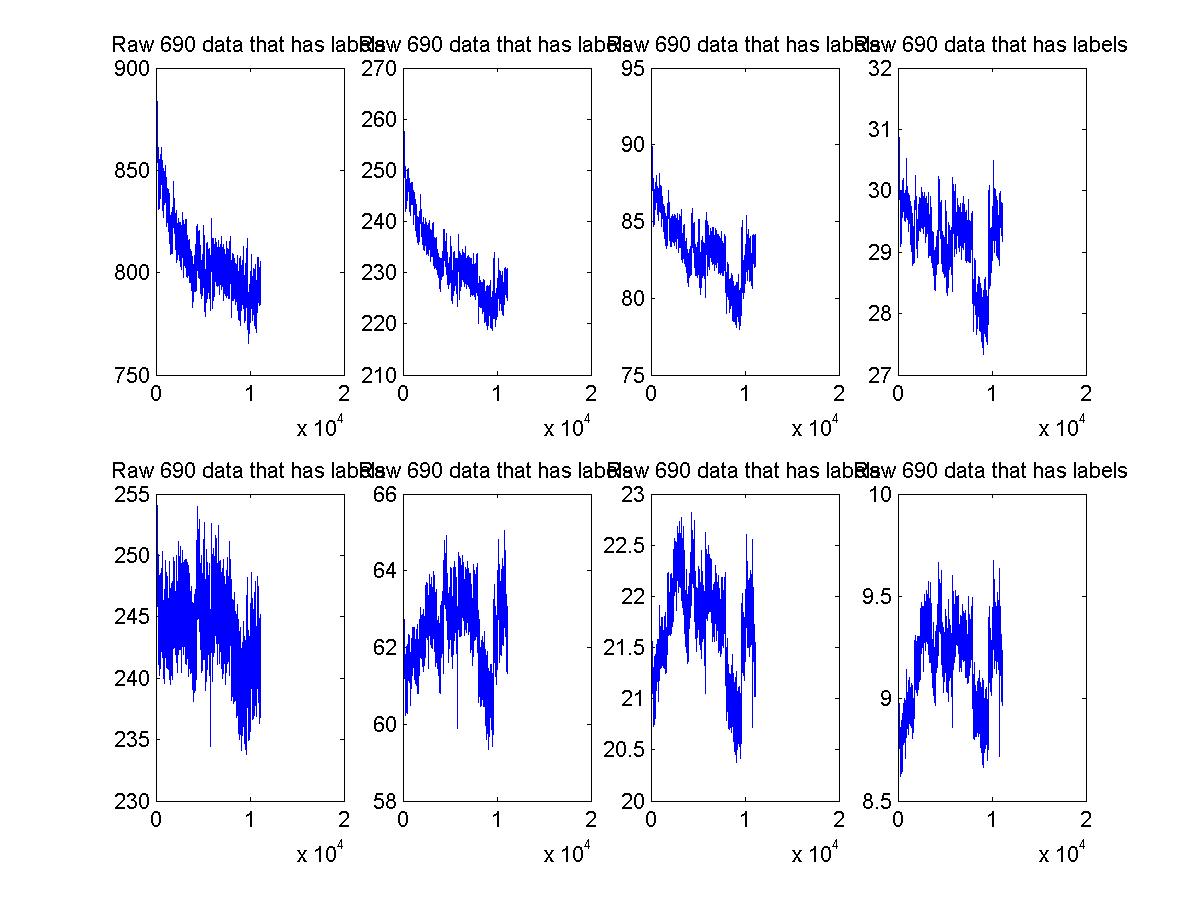 Raw 690 data that has labels Raw 690 data that has labels Raw 690 data that has labels Raw 690 data that has labels
900 270 95 32
31
260
850 90 30
250
240 85 29
800 230
80 28
220
750 210 75 27
0 1 2 0 1 2 0 1 2 0 1 2
x 10^4 x 10^4 x 10^4 x 10^4
Raw 690 data that has labels Raw 690 data that has labels Raw 690 data that has labels Raw 690 data that has labels
255 66 23 10
250 22.5
64 22 9.5
245
62 21.5
240 21 9
235 60 20.5
230 58 20 8.5
0 1 2 0 1 2 0 1 2 0 1 2
x 10^4 x 10^4 x 10^4 x 10^4